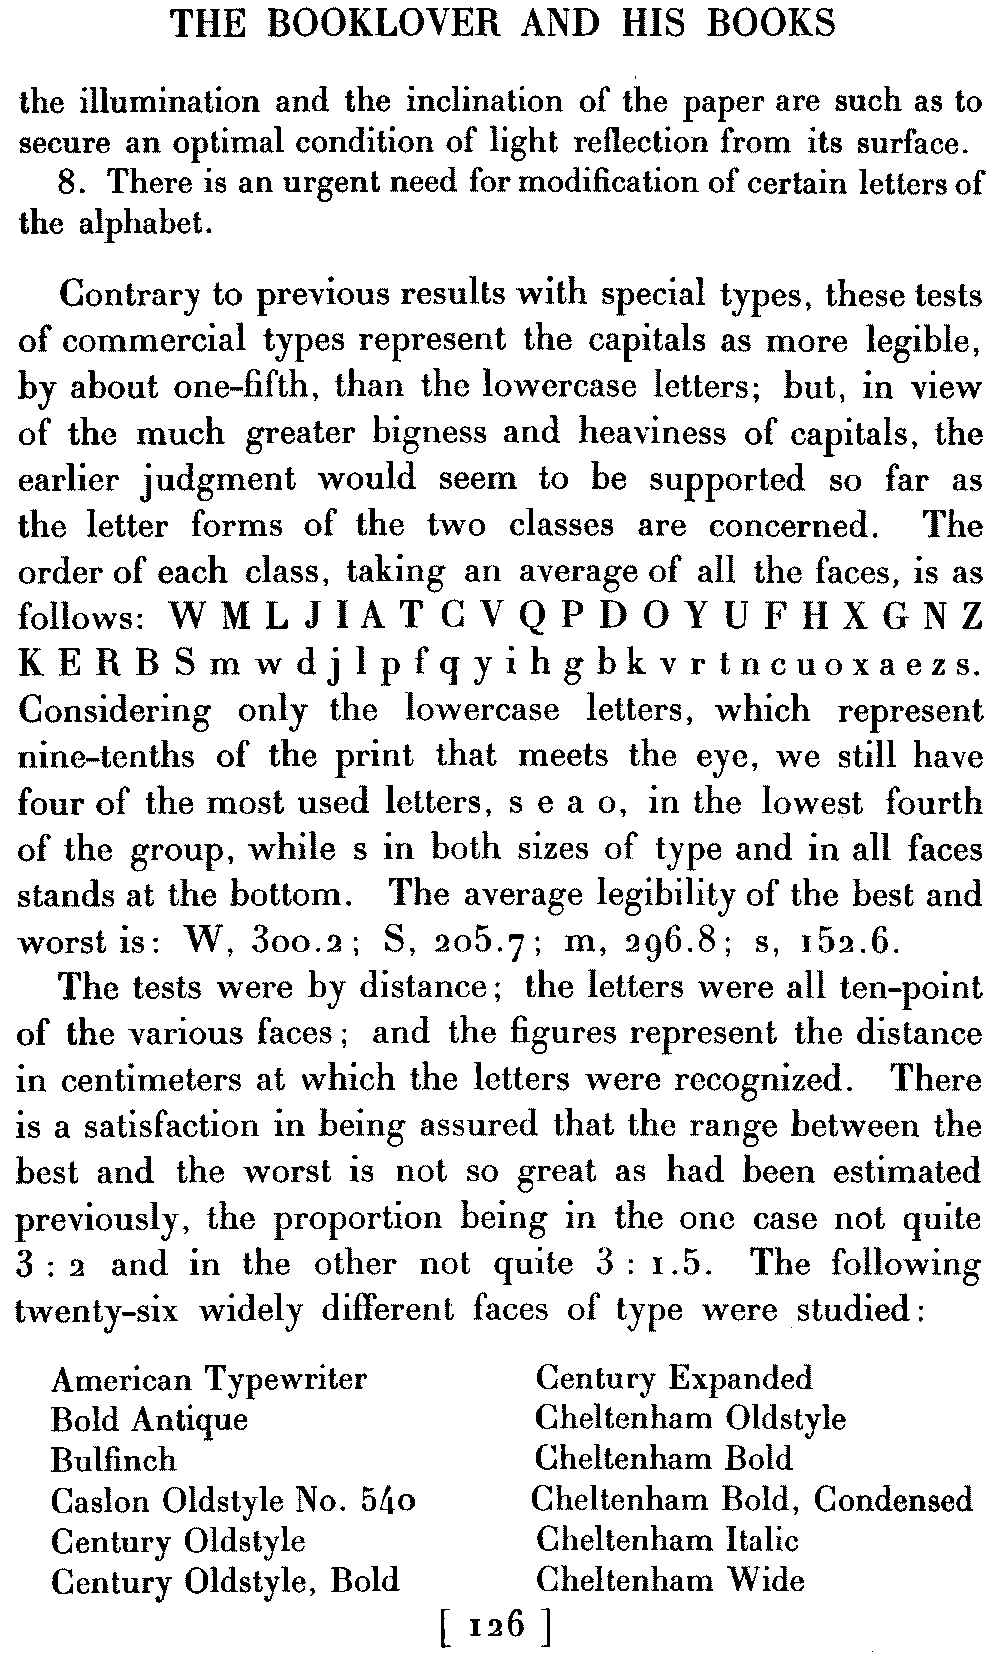 THE BOOKLOVER AND HIS BOOKS
the illumination and the inclination of the paper are such as to
secure an optimal condition of light reflection from its surface.
8. There is an urgent need for modification of certain letters of
the alphabet.
Contrary to previous results with special types, these tests
of commercial types represent the capitals as more legible,
by about one-fifth, than the lowercase letters; but, in view
of the much greater bigness and heaviness of capitals, the
earlier judgment would seem to be supported so far as
the letter forms of the two classes are concerned. The
order of each class, taking an average of all the faces, is as
follows: W M L J I A T C V Q P D O Y U F H X G N Z
K E R B S m w d j l p f q y i h g b k v r t n c u o x a e z s.
Considering only the lowercase letters, which represent
nine-tenths of the print that meets the eye, we still have
four of the most used letters, s e a o, in the lowest fourth
of the group, while s in both sizes of type and in all faces
stands at the bottom. The average legibility of the best and
worst is: W, 300.2; S, 205.7; m, 296.8; s, 152.6.
The tests were by distance; the letters were all ten-point
of the various faces; and the figures represent the distance
in centimeters at which the letters were recognized. There
is a satisfaction in being assured that the range between the
best and the worst is not so great as had been estimated
previously, the proportion being in the one case not quite
3 : 2 and in the other not quite 3 : 1.5. The following
twenty-six widely different faces of type were studied:
American Typewriter
Bold Antique
Bulfinch
Caslon Oldstyle No. 540
Century Oldstyle
Century Oldstyle, Bold
Century Expanded
Cheltenham Oldstyle
Cheltenham Bold
Cheltenham Bold, Condensed
Cheltenham Italic
Cheltenham Wide
[ 126 ]